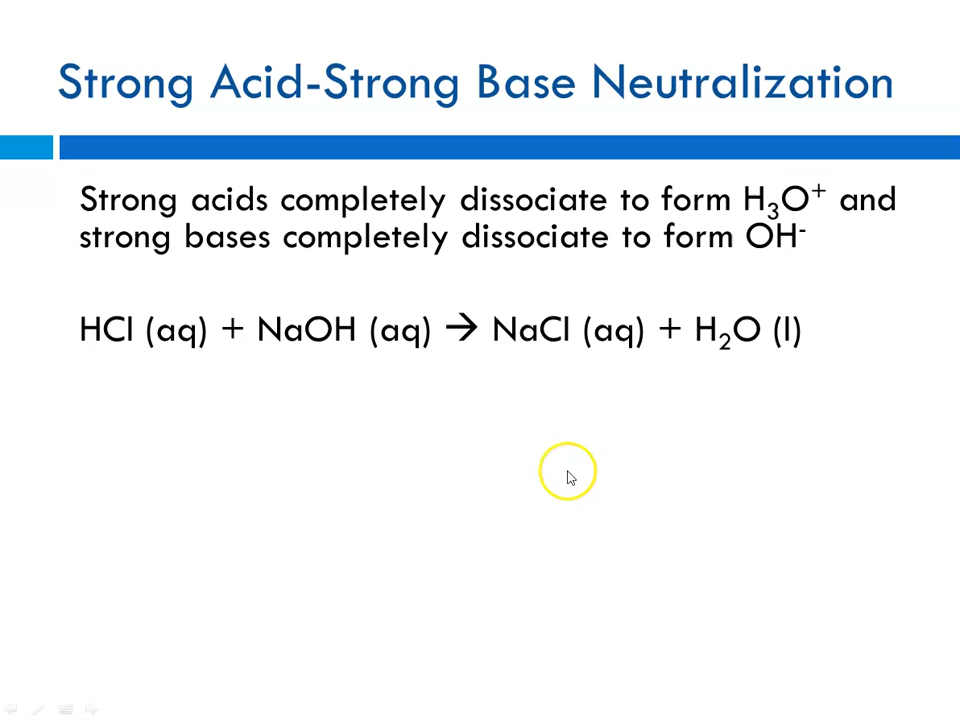 Strong Acid-Strong Base Neutralization
Strong acids completely dissociate to form H₃O⁺ and
strong bases completely dissociate to form OH⁻
HCl (aq) + NaOH (aq) → NaCl (aq) + H₂O (l)